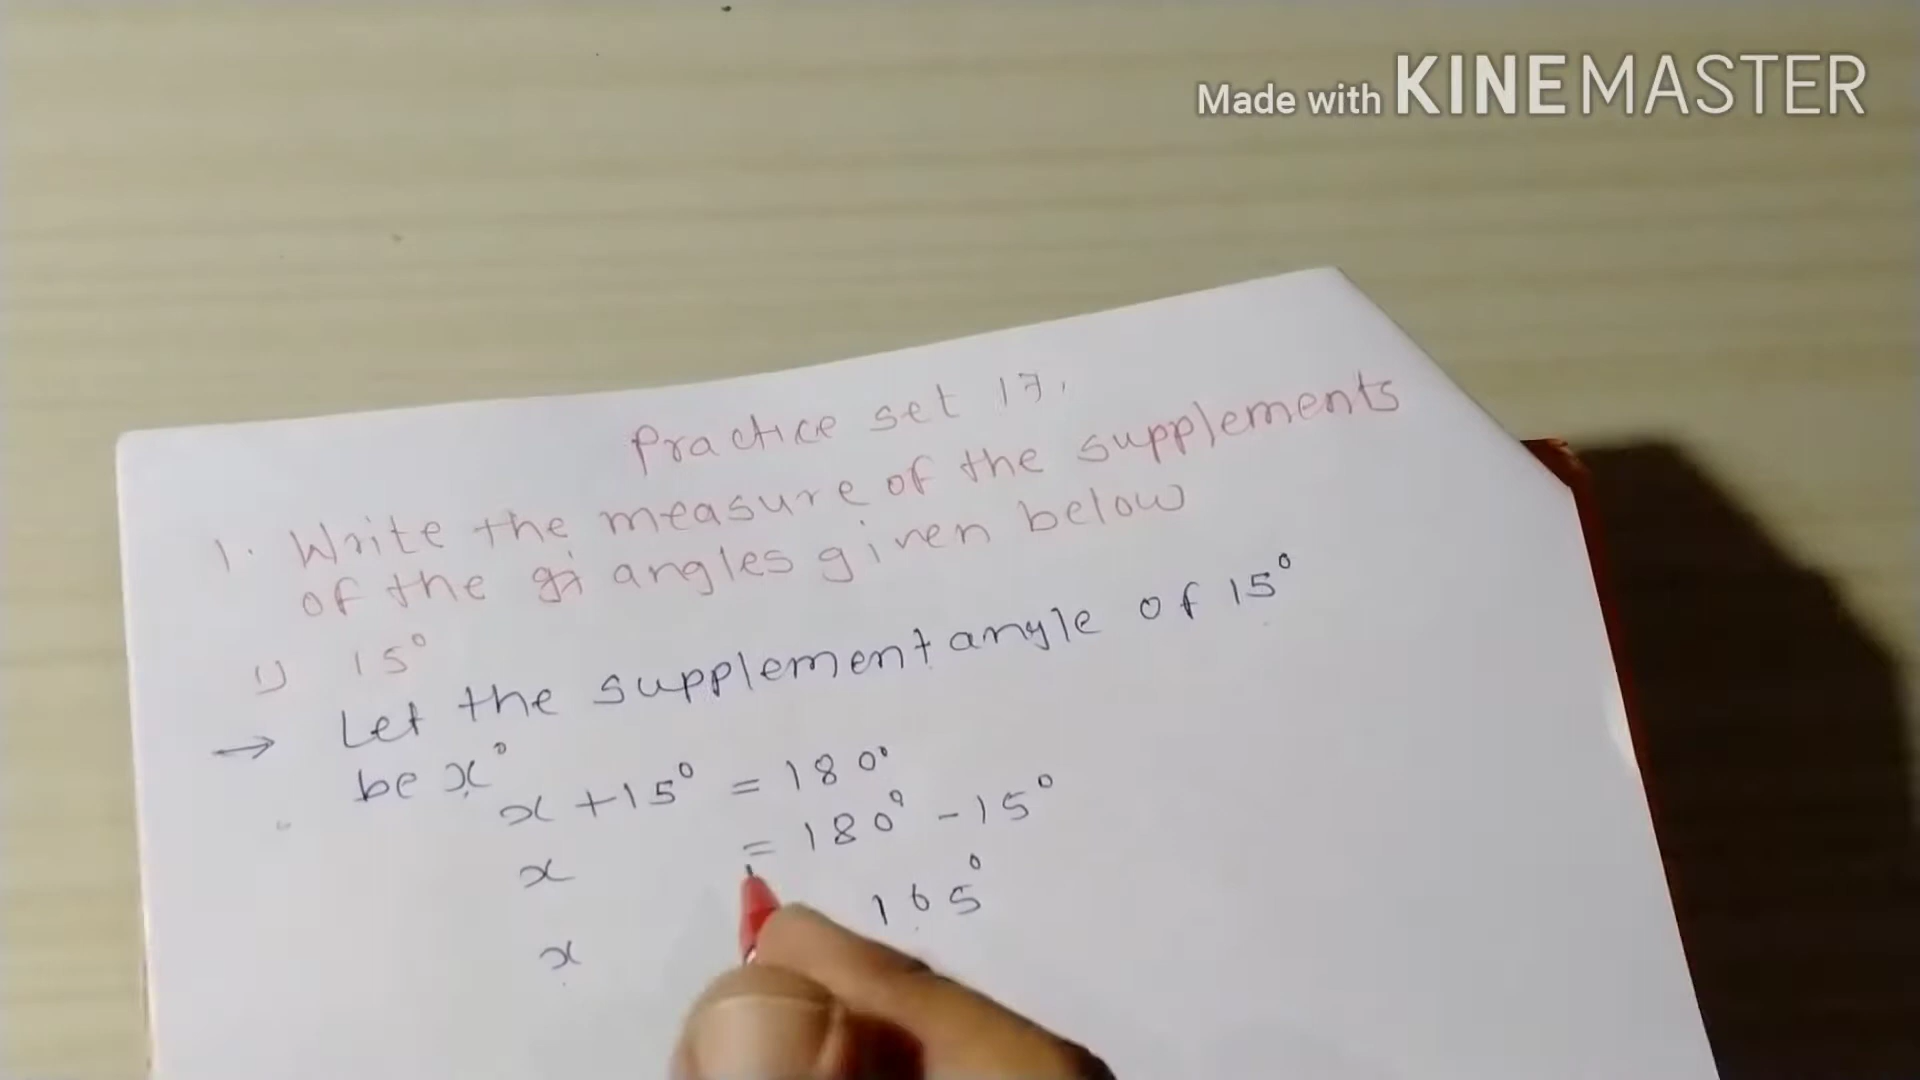 Made with KINEMASTER
Practice set 17.
1. Write the measure of the supplements
of the angles given below
1) 15°
→ Let the supplement angle of 15°
be x°
x + 15° = 180°
x = 180° - 15°
x 165°